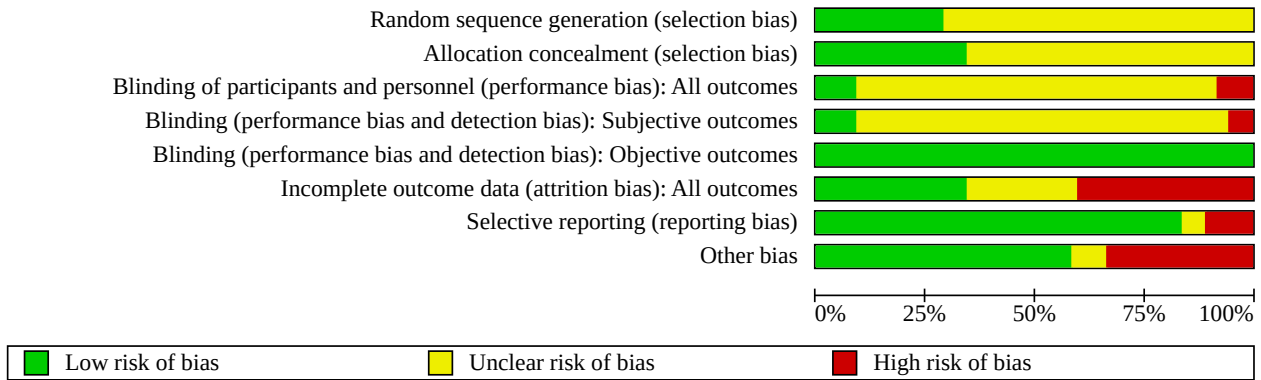 Random sequence generation (selection bias)
Allocation concealment (selection bias)
Blinding of participants and personnel (performance bias): All outcomes
Blinding (performance bias and detection bias): Subjective outcomes
Blinding (performance bias and detection bias): Objective outcomes
Incomplete outcome data (attrition bias): All outcomes
Selective reporting (reporting bias)
Other bias
0% 25% 50% 75% 100%
Low risk of bias Unclear risk of bias High risk of bias